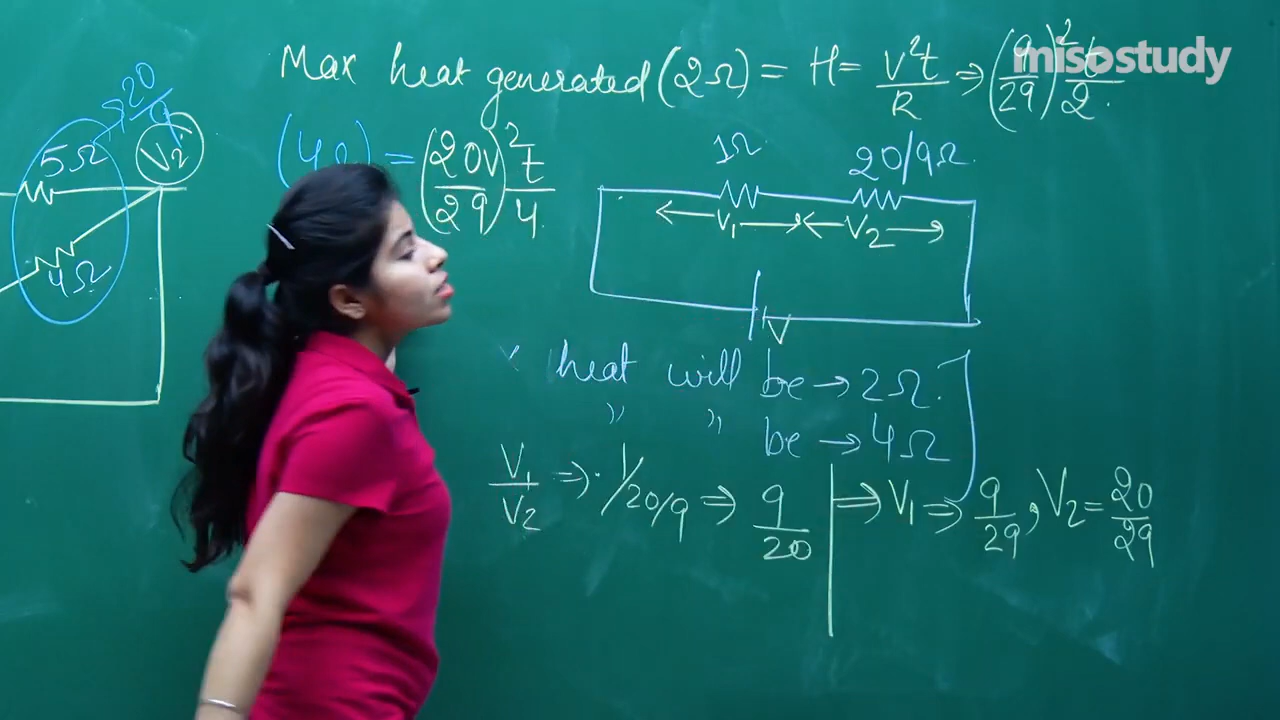 misostudy
Max heat generated (2Ω) = H = V²t/R ⇒ (9/29)² t/2
20/9
5Ω
V₂
4Ω
(4Ω) = (20V/29)² t/4
1Ω
20/9Ω
V₁
V₂
V
heat will be → 2Ω.
" " be → 4Ω
V₁/V₂ ⇒ 1/20/9 ⇒ 9/20 ⇒ V₁ ⇒ 9/29, V₂ = 20/29